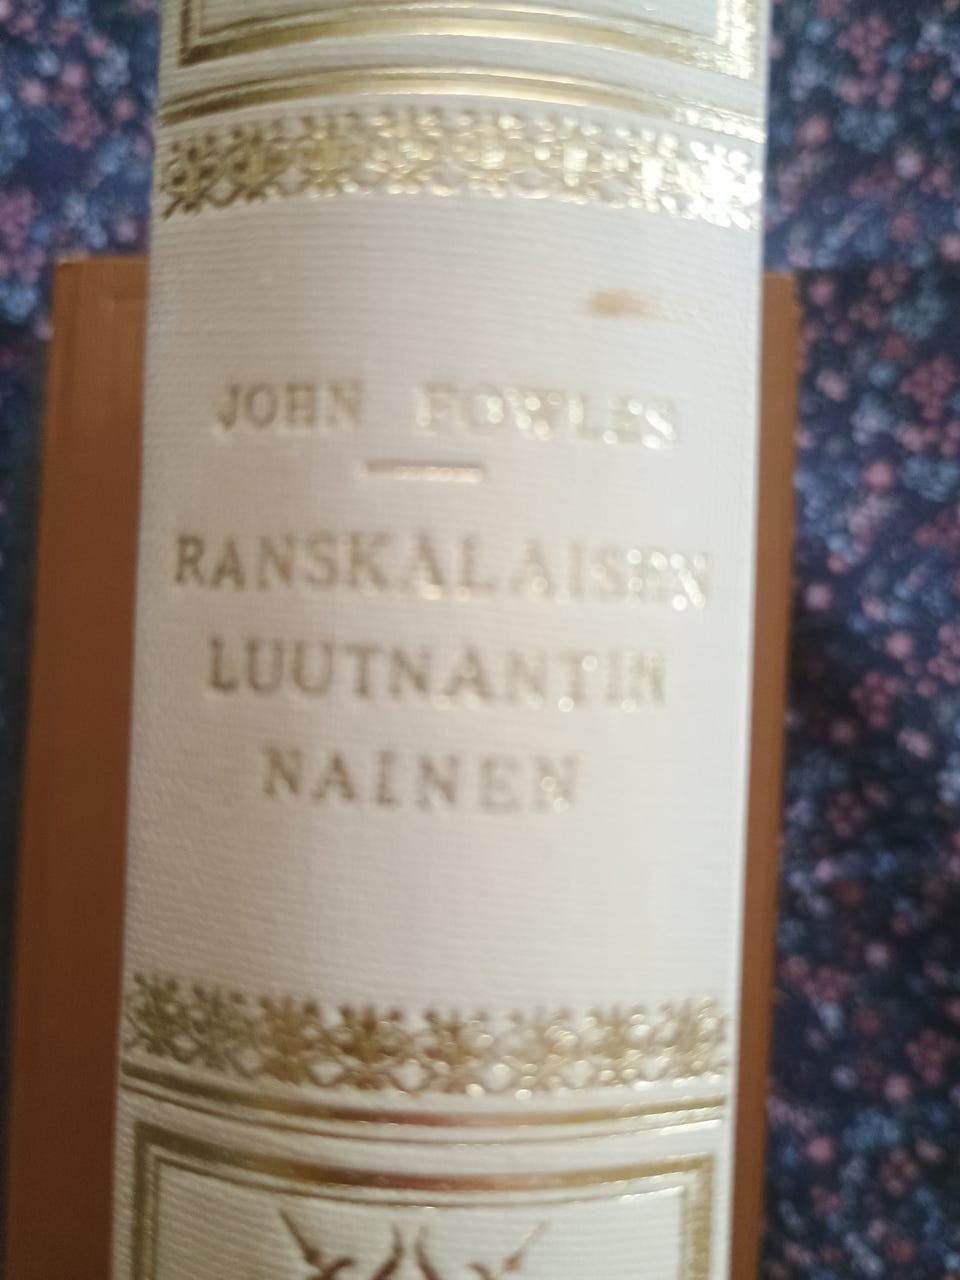 JOHN FOWLES
RANSKALAISEN
LUUTNANTIN
NAINEN